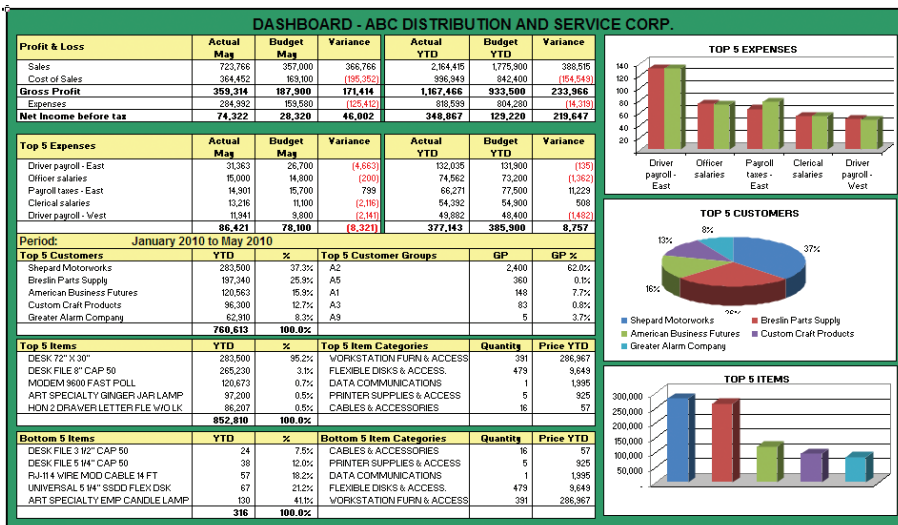 DASHBOARD - ABC DISTRIBUTION AND SERVICE CORP.
Profit & Loss Actual May Budget May Variance Actual YTD Budget YTD Variance
Sales 723,766 357,000 366,766 2,164,415 1,775,900 388,515
Cost of Sales 364,452 169,100 (195,352) 996,949 842,400 (154,549)
Gross Profit 359,314 187,900 171,414 1,167,466 933,500 233,966
Expenses 284,992 159,580 (125,412) 818,599 804,280 (14,319)
Net Income before tax 74,322 28,320 46,002 348,867 129,220 219,647
Top 5 Expenses Actual May Budget May Variance Actual YTD Budget YTD Variance
Driver payroll - East 31,363 26,700 (4,663) 132,035 131,900 (135)
Officer salaries 15,000 14,800 (200) 74,562 73,200 (1,362)
Payroll taxes - East 14,901 15,700 799 66,271 77,500 11,229
Clerical salaries 13,216 11,100 (2,116) 54,392 54,900 508
Driver payroll - West 11,941 9,800 (2,141) 49,882 48,400 (1,482)
86,421 78,100 (8,321) 377,143 385,900 8,757
Period: January 2010 to May 2010
Top 5 Customers YTD % Top 5 Customer Groups GP GP %
Shepard Motorworks 283,500 37.3% A2 2,400 62.0%
Breslin Parts Supply 197,340 25.9% A5 360 0.1%
American Business Futures 120,563 15.9% A1 148 7.7%
Custom Craft Products 96,300 12.7% A3 83 0.8%
Greater Alarm Company 62,910 8.3% A9 5 3.7%
760,613 100.0%
Top 5 Items YTD % Top 5 Item Categories Quantity Price YTD
DESK 72" X 30" 283,500 95.2% WORKSTATION FURN & ACCESS 391 286,967
DESK FILE 8" CAP 50 265,230 3.1% FLEXIBLE DISKS & ACCESS. 479 9,649
MODEM 9600 FAST POLL 120,673 0.7% DATA COMMUNICATIONS 1 1,995
ART SPECIALTY GINGER JAR LAMP 97,200 0.5% PRINTER SUPPLIES & ACCESS 5 925
HON 2 DRAWER LETTER FLE W/O LK 86,207 0.5% CABLES & ACCESSORIES 16 57
852,810 100.0%
Bottom 5 Items YTD % Bottom 5 Item Categories Quantity Price YTD
DESK FILE 3 1/2" CAP 50 24 7.5% CABLES & ACCESSORIES 16 57
DESK FILE 5 1/4" CAP 50 38 12.0% PRINTER SUPPLIES & ACCESS 5 925
RJ-114 WIRE MOD CABLE 14 FT 57 18.2% DATA COMMUNICATIONS 1 1,995
UNIVERSAL 5 1/4" SSDD FLEX DSK 67 21.2% FLEXIBLE DISKS & ACCESS. 479 9,649
ART SPECIALTY EMP CANDLE LAMP 130 41.1% WORKSTATION FURN & ACCESS 391 286,967
316 100.0%
TOP 5 EXPENSES
140
120
100
80
60
40
20
-
Driver payroll - East
Officer salaries
Payroll taxes - East
Clerical salaries
Driver payroll - West
TOP 5 CUSTOMERS
8%
13%
37%
16%
Shepard Motorworks Breslin Parts Supply
American Business Futures Custom Craft Products
Greater Alarm Company
TOP 5 ITEMS
300,000
250,000
200,000
150,000
100,000
50,000
-